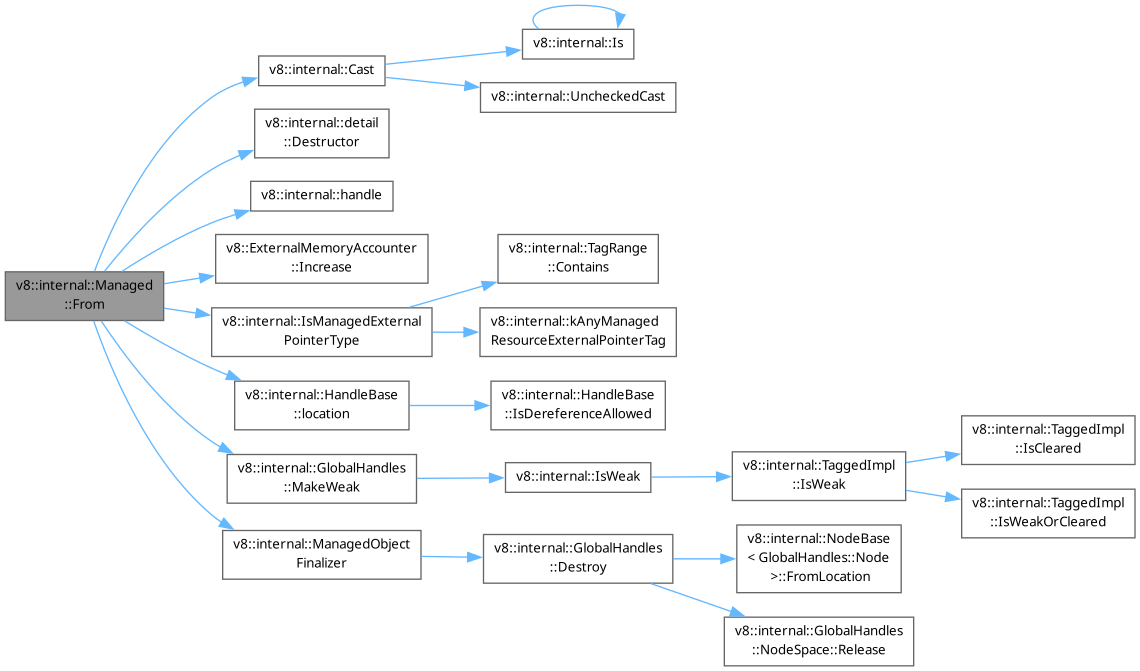 v8::internal::Is
v8::internal::Cast
v8::internal::UncheckedCast
v8::internal::detail
::Destructor
v8::internal::handle
v8::ExternalMemoryAccounter
::Increase
v8::internal::TagRange
::Contains
v8::internal::Managed
::From
v8::internal::IsManagedExternal
PointerType
v8::internal::kAnyManaged
ResourceExternalPointerTag
v8::internal::HandleBase
::location
v8::internal::HandleBase
::IsDereferenceAllowed
v8::internal::GlobalHandles
::MakeWeak
v8::internal::IsWeak
v8::internal::TaggedImpl
::IsWeak
v8::internal::TaggedImpl
::IsCleared
v8::internal::TaggedImpl
::IsWeakOrCleared
v8::internal::ManagedObject
Finalizer
v8::internal::GlobalHandles
::Destroy
v8::internal::NodeBase
< GlobalHandles::Node
>::FromLocation
v8::internal::GlobalHandles
::NodeSpace::Release